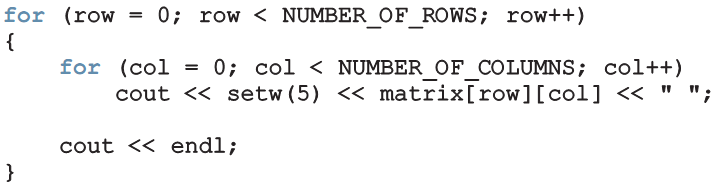 for (row = 0; row < NUMBER_OF_ROWS; row++)
{
    for (col = 0; col < NUMBER_OF_COLUMNS; col++)
        cout << setw(5) << matrix[row][col] << " ";

    cout << endl;
}